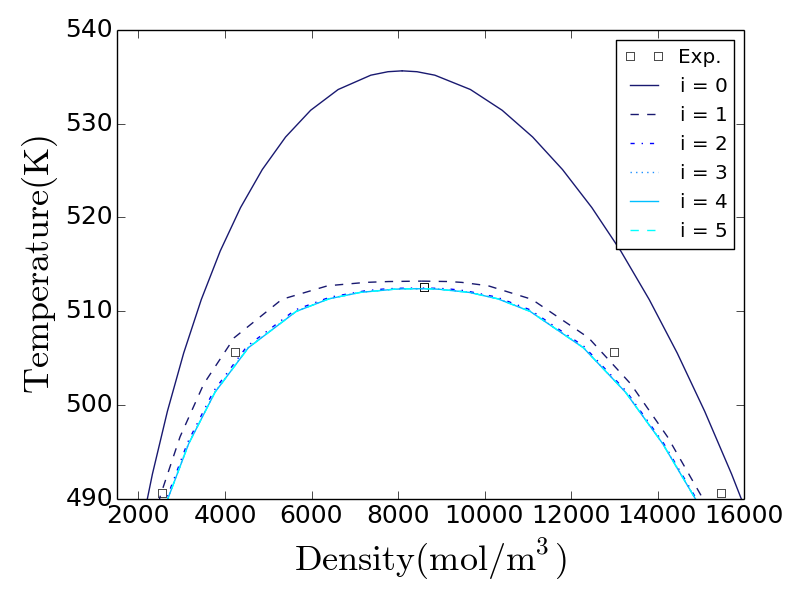 540
530
520
510
500
490
Temperature(K)
2000 4000 6000 8000 10000 12000 14000 16000
Density(mol/m³)
Exp.
i = 0
i = 1
i = 2
i = 3
i = 4
i = 5